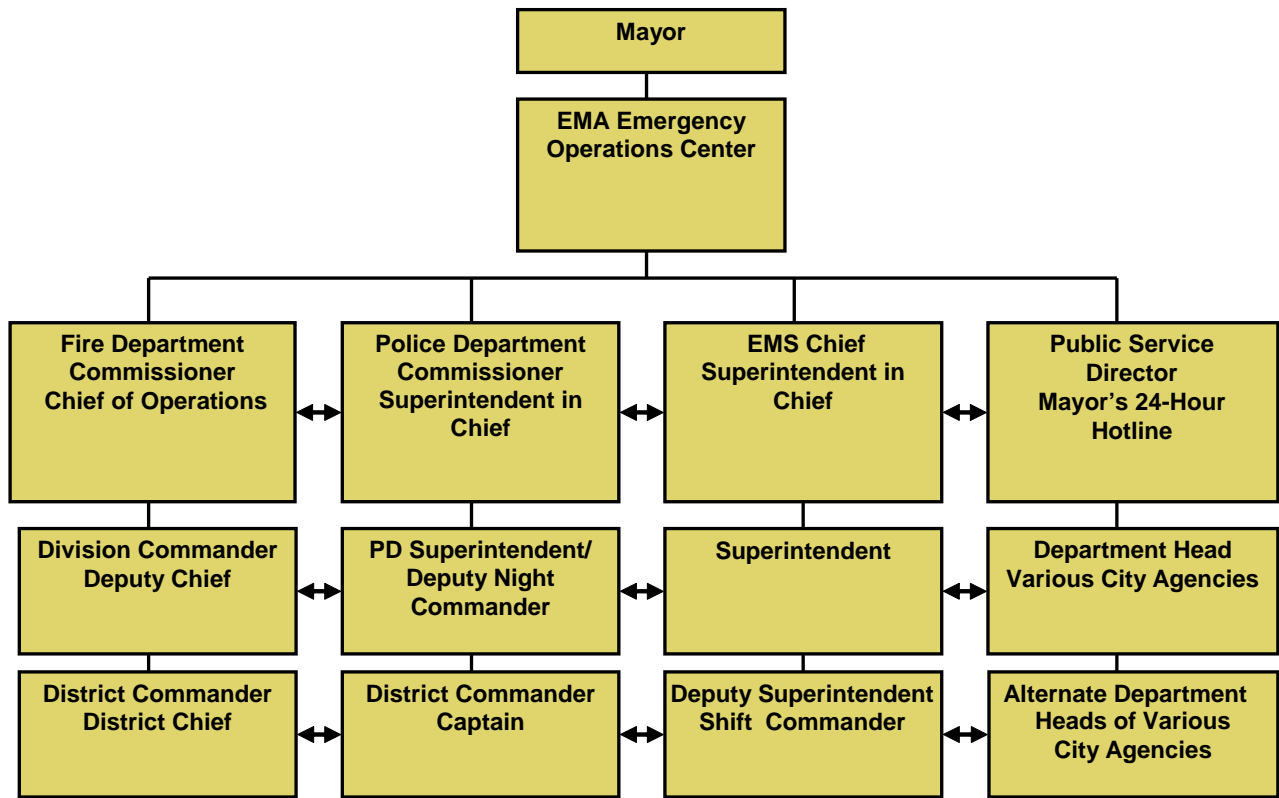 Mayor
EMA Emergency
Operations Center
Fire Department
Commissioner
Chief of Operations
Police Department
Commissioner
Superintendent in
Chief
EMS Chief
Superintendent in
Chief
Public Service
Director
Mayor’s 24-Hour
Hotline
Division Commander
Deputy Chief
PD Superintendent/
Deputy Night
Commander
Superintendent
Department Head
Various City Agencies
District Commander
District Chief
District Commander
Captain
Deputy Superintendent
Shift Commander
Alternate Department
Heads of Various
City Agencies